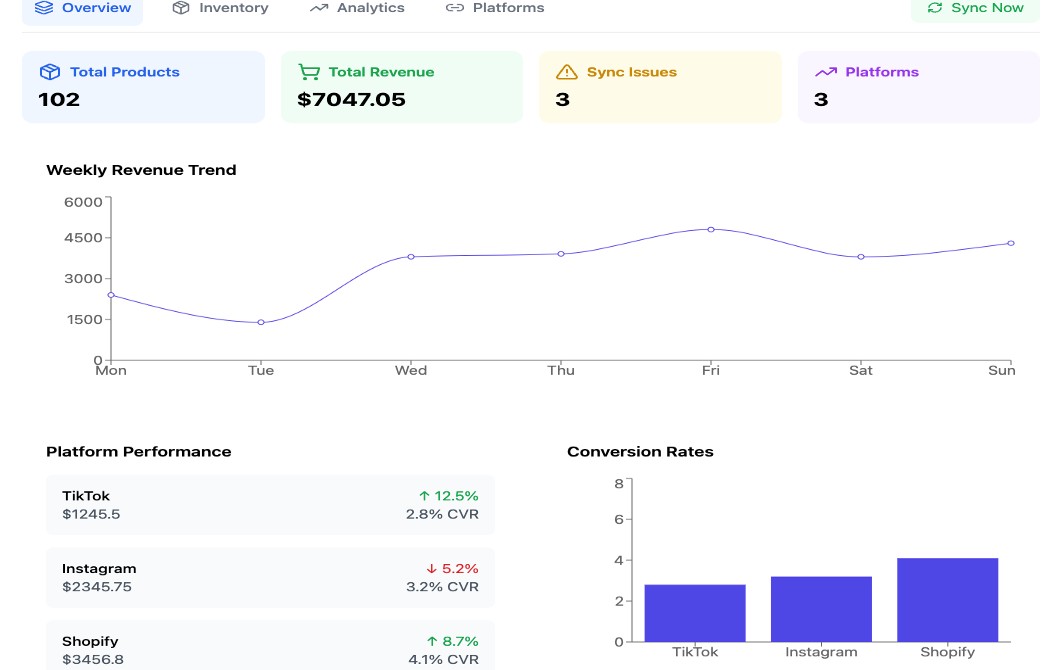 Overview Inventory Analytics Platforms Sync Now
Total Products Total Revenue Sync Issues Platforms
102 $7047.05 3 3
Weekly Revenue Trend
6000
4500
3000
1500
0
Mon Tue Wed Thu Fri Sat Sun
Platform Performance
TikTok ↑ 12.5%
$1245.5 2.8% CVR
Instagram ↓ 5.2%
$2345.75 3.2% CVR
Shopify ↑ 8.7%
$3456.8 4.1% CVR
Conversion Rates
8
6
4
2
0
TikTok Instagram Shopify